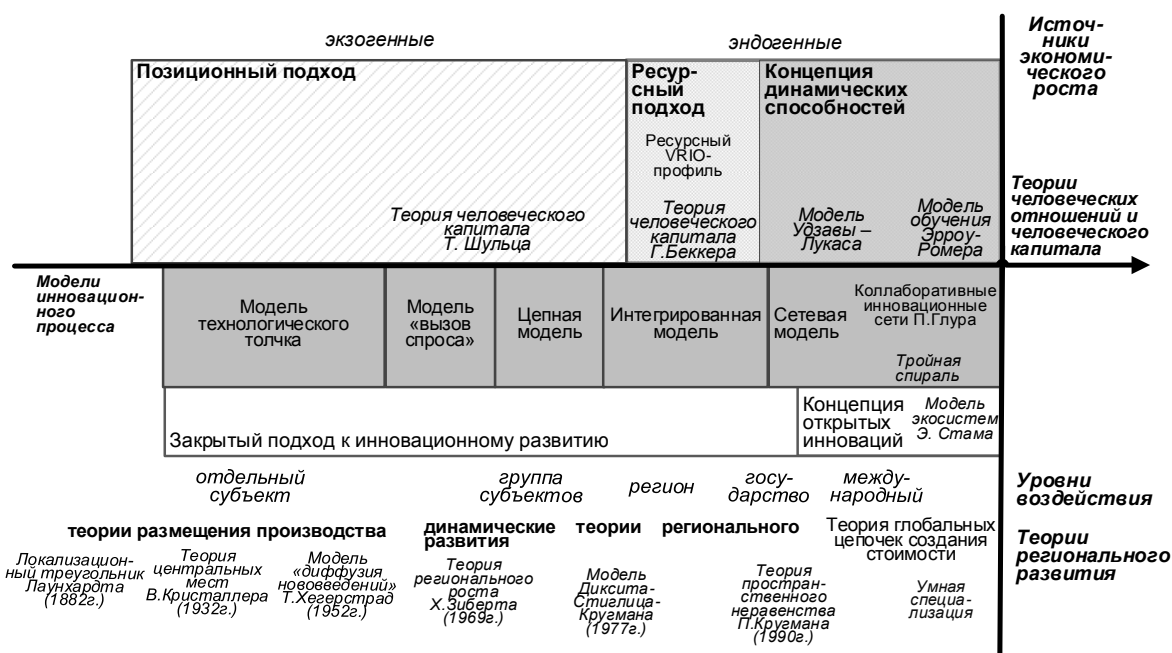 экзогенные
эндогенные
Источ-
ники
экономи-
ческого
роста
Позиционный подход
Ресур-
сный
подход
Концепция
динамических
способностей
Ресурсный
VRIO-
профиль
Теория человеческого
капитала
Т. Шульца
Теория
человеческого
капитала
Г.Беккера
Модель
Удзавы –
Лукаса
Модель
обучения
Эрроу-
Ромера
Теории
человеческих
отношений и
человеческого
капитала
Модели
инновацион-
ного
процесса
Модель
технологического
толчка
Модель
«вызов
спроса»
Цепная
модель
Интегрированная
модель
Сетевая
модель
Коллаборативные
инновационные
сети П.Глура
Тройная
спираль
Закрытый подход к инновационному развитию
Концепция
открытых
инноваций
Модель
экосистем
Э. Стама
отдельный
субъект
группа
субъектов
регион
госу-
дарство
между-
народный
Уровни
воздействия
теории размещения производства
динамические теории регионального
развития
Теория глобальных
цепочек создания
стоимости
Теории
регионального
развития
Локализацион-
ный треугольник
Лаунхардта
(1882г.)
Теория
центральных
мест
В.Кристаллера
(1932г.)
Модель
«диффузия
нововведений»
Т.Хегерстрад
(1952г.)
Теория
регионального
роста
Х.Зиберта
(1969г.)
Модель
Диксита-
Стиглица-
Кругмана
(1977г.)
Теория
простран-
ственного
неравенства
П.Кругмана
(1990г.)
Умная
специа-
лизация